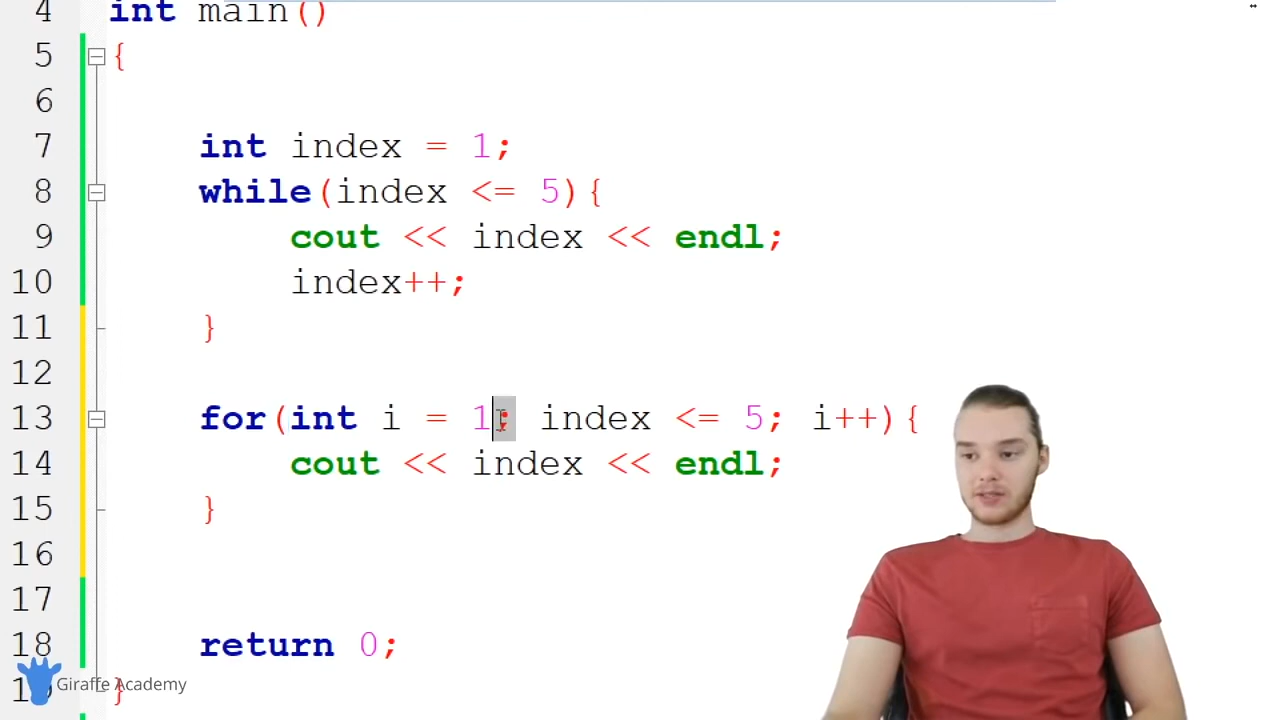 4 int main()
5 {
6
7 int index = 1;
8 while(index <= 5){
9 cout << index << endl;
10 index++;
11 }
12
13 for(int i = 1; index <= 5; i++){
14 cout << index << endl;
15 }
16
17
18 return 0;
19 }
Giraffe Academy